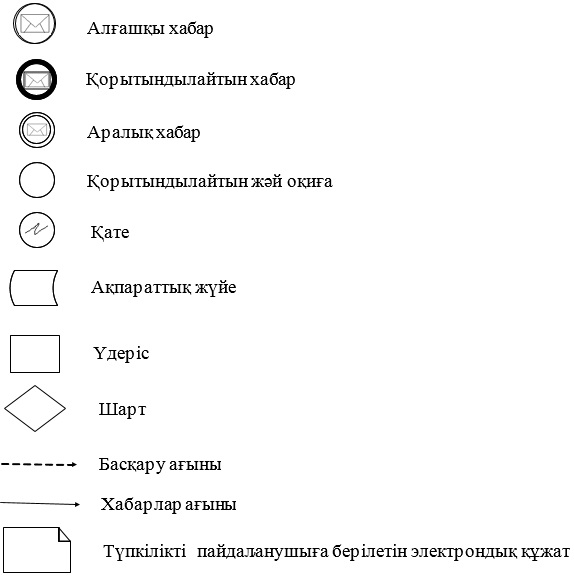 Алғашқы хабар
Қорытындылайтын хабар
Аралық хабар
Қорытындылайтын жәй оқиға
Қате
Ақпараттық жүйе
Үдеріс
Шарт
Басқару ағыны
Хабарлар ағыны
Түпкілікті пайдаланушыға берілетін электрондық құжат